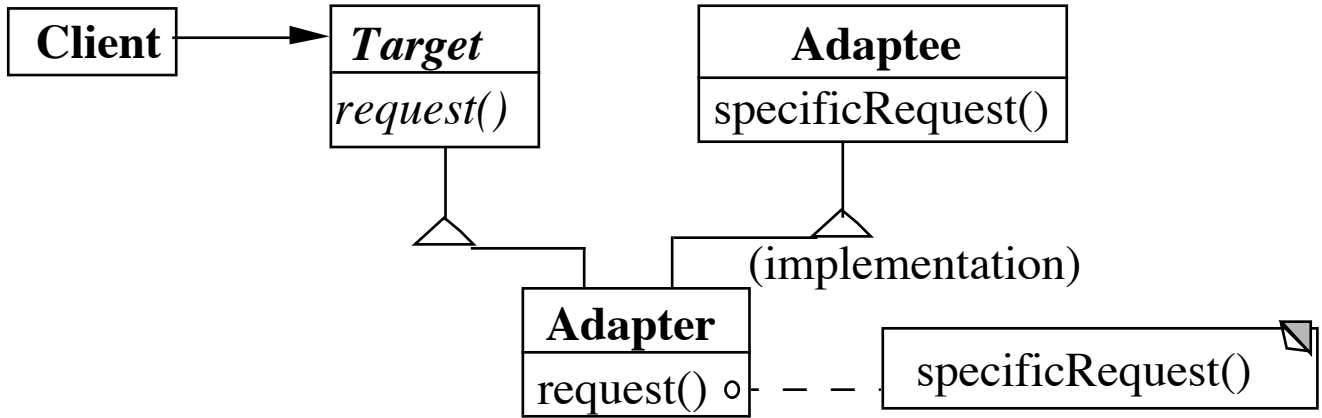 Client
Target
request()
Adaptee
specificRequest()
(implementation)
Adapter
request()
specificRequest()